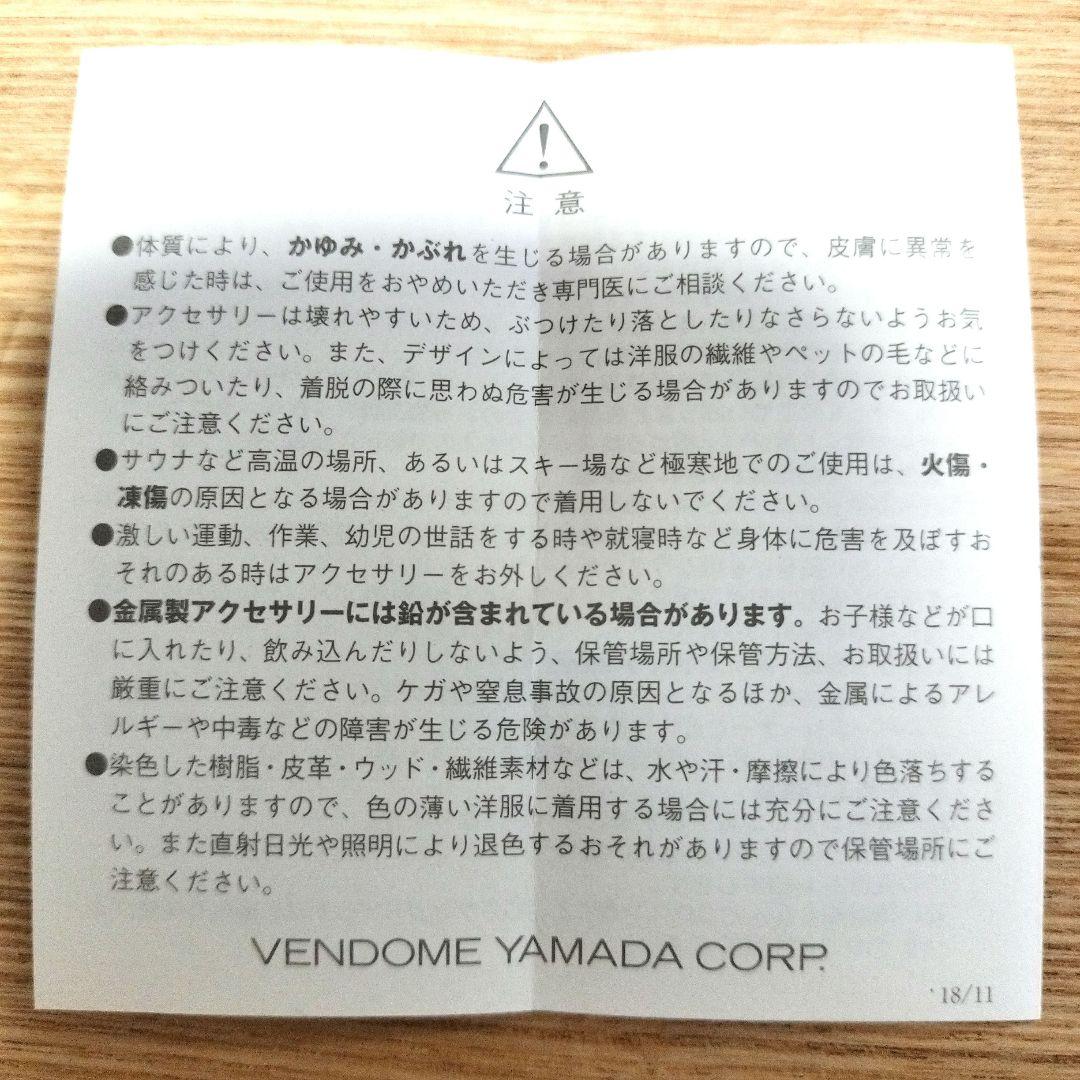 注意
●体質により、かゆみ・かぶれを生じる場合がありますので、皮膚に異常を
感じた時は、ご使用をおやめいただき専門医にご相談ください。
●アクセサリーは壊れやすいため、ぶつけたり落としたりなさらないようお気
をつけください。また、デザインによっては洋服の繊維やペットの毛などに
絡みついたり、着脱の際に思わぬ危害が生じる場合がありますのでお取扱い
にご注意ください。
●サウナなど高温の場所、あるいはスキー場など極寒地でのご使用は、火傷・
凍傷の原因となる場合がありますので着用しないでください。
●激しい運動、作業、幼児の世話をする時や就寝時など身体に危害を及ぼすお
それのある時はアクセサリーをお外しください。
●金属製アクセサリーには鉛が含まれている場合があります。お子様などが口
に入れたり、飲み込んだりしないよう、保管場所や保管方法、お取扱いには
厳重にご注意ください。ケガや窒息事故の原因となるほか、金属によるアレ
ルギーや中毒などの障害が生じる危険があります。
●染色した樹脂・皮革・ウッド・繊維素材などは、水や汗・摩擦により色落ちする
ことがありますので、色の薄い洋服に着用する場合には充分にご注意くださ
い。また直射日光や照明により退色するおそれがありますので保管場所にご
注意ください。
VENDOME YAMADA CORP.
'18/11